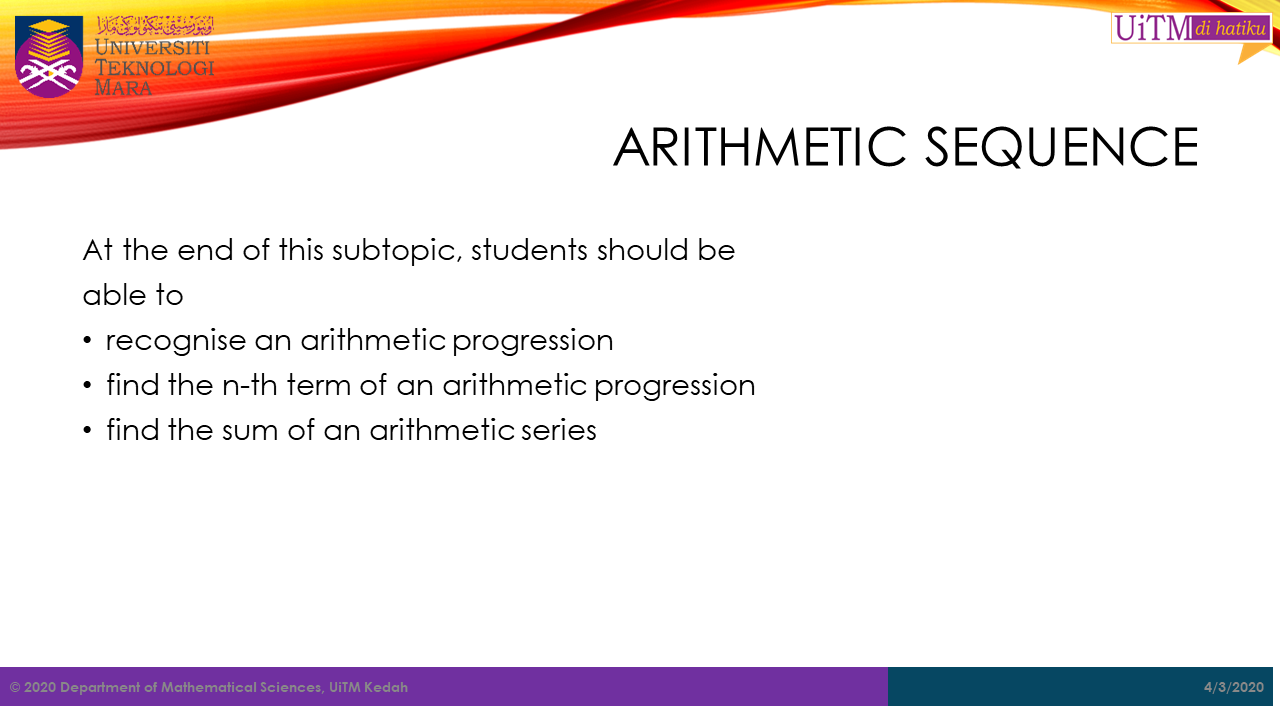 UNIVERSITI
TEKNOLOGI
MARA
UiTM di hatiku
ARITHMETIC SEQUENCE
At the end of this subtopic, students should be
able to
• recognise an arithmetic progression
• find the n-th term of an arithmetic progression
• find the sum of an arithmetic series
© 2020 Department of Mathematical Sciences, UiTM Kedah
4/3/2020